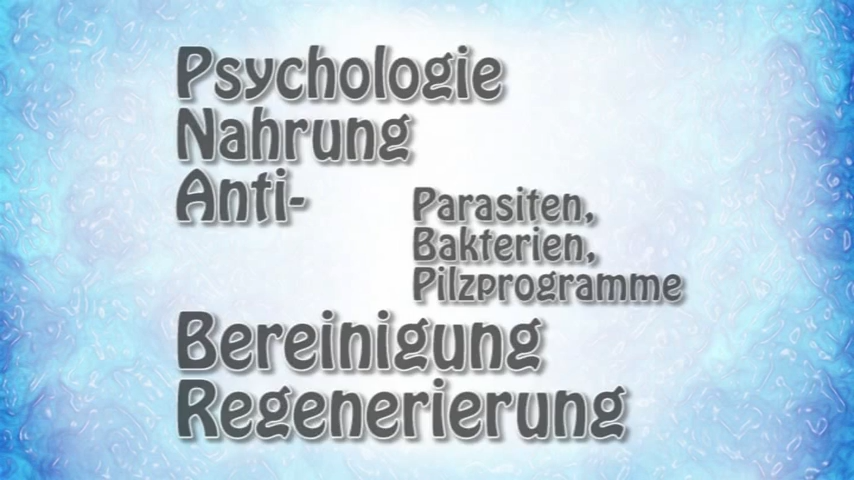 Psychologie
Nahrung
Anti-
Parasiten,
Bakterien,
Pilzprogramme
Bereinigung
Regenerierung